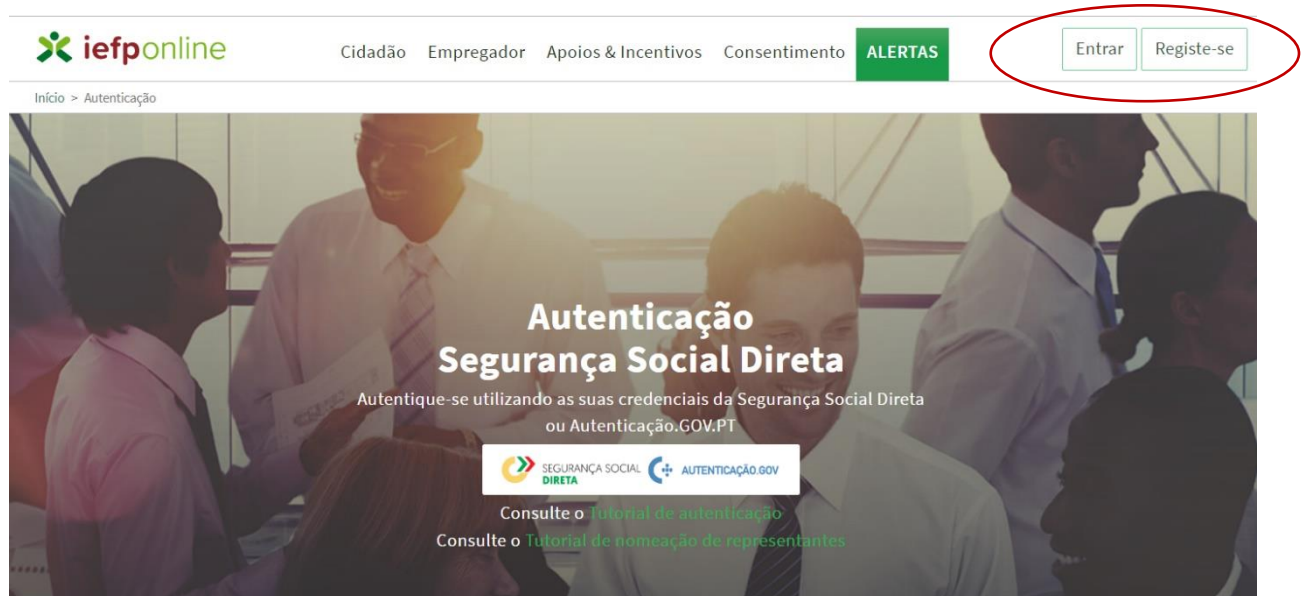 iefponline
Cidadão Empregador Apoios & Incentivos Consentimento ALERTAS Entrar Registe-se
Início > Autenticação
Autenticação
Segurança Social Direta
Autentique-se utilizando as suas credenciais da Segurança Social Direta
ou Autenticação.GOV.PT
SEGURANÇA SOCIAL
DIRETA
AUTENTICAÇÃO.GOV
Consulte o Tutorial de autenticação
Consulte o Tutorial de nomeação de representantes